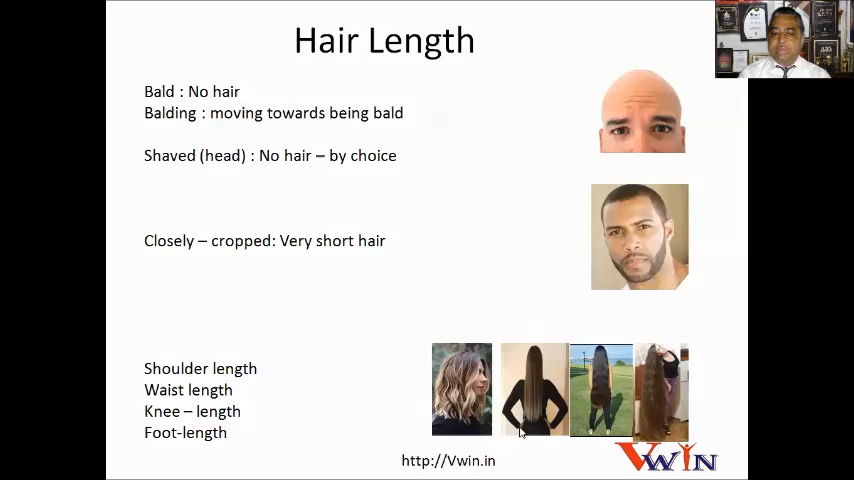 Hair Length
Bald : No hair
Balding : moving towards being bald
Shaved (head) : No hair – by choice
Closely – cropped: Very short hair
Shoulder length
Waist length
Knee – length
Foot-length
http://Vwin.in
VWIN